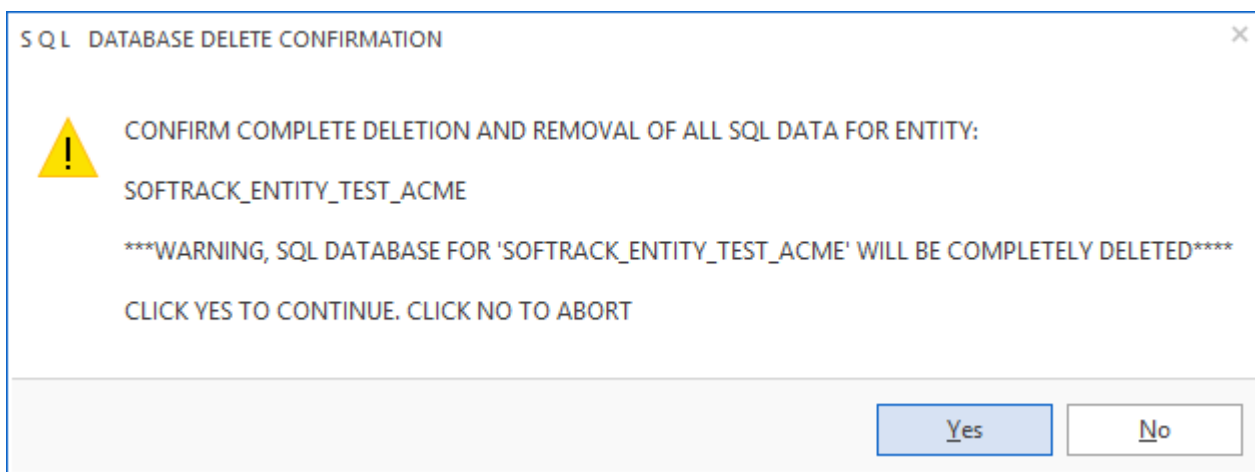 S Q L DATABASE DELETE CONFIRMATION
CONFIRM COMPLETE DELETION AND REMOVAL OF ALL SQL DATA FOR ENTITY:
SOFTRACK_ENTITY_TEST_ACME
***WARNING, SQL DATABASE FOR 'SOFTRACK_ENTITY_TEST_ACME' WILL BE COMPLETELY DELETED****
CLICK YES TO CONTINUE. CLICK NO TO ABORT
Yes
No